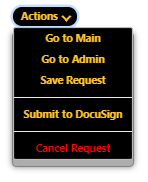 Actions
Go to Main
Go to Admin
Save Request
Submit to DocuSign
Cancel Request